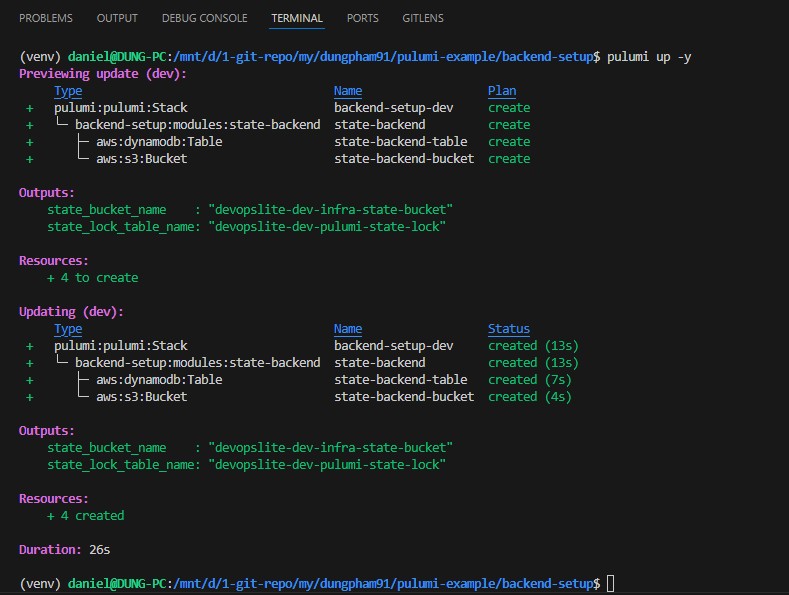 PROBLEMS OUTPUT DEBUG CONSOLE TERMINAL PORTS GITLENS
(venv) daniel@DUNG-PC:/mnt/d/1-git-repo/my/dungpham91/pulumi-example/backend-setup$ pulumi up -y
Previewing update (dev):
Type Name Plan
+ pulumi:pulumi:Stack backend-setup-dev create
+ └─ backend-setup:modules:state-backend state-backend create
+ ├─ aws:dynamodb:Table state-backend-table create
+ └─ aws:s3:Bucket state-backend-bucket create
Outputs:
state_bucket_name : "devopslite-dev-infra-state-bucket"
state_lock_table_name: "devopslite-dev-pulumi-state-lock"
Resources:
+ 4 to create
Updating (dev):
Type Name Status
+ pulumi:pulumi:Stack backend-setup-dev created (13s)
+ └─ backend-setup:modules:state-backend state-backend created (13s)
+ ├─ aws:dynamodb:Table state-backend-table created (7s)
+ └─ aws:s3:Bucket state-backend-bucket created (4s)
Outputs:
state_bucket_name : "devopslite-dev-infra-state-bucket"
state_lock_table_name: "devopslite-dev-pulumi-state-lock"
Resources:
+ 4 created
Duration: 26s
(venv) daniel@DUNG-PC:/mnt/d/1-git-repo/my/dungpham91/pulumi-example/backend-setup$